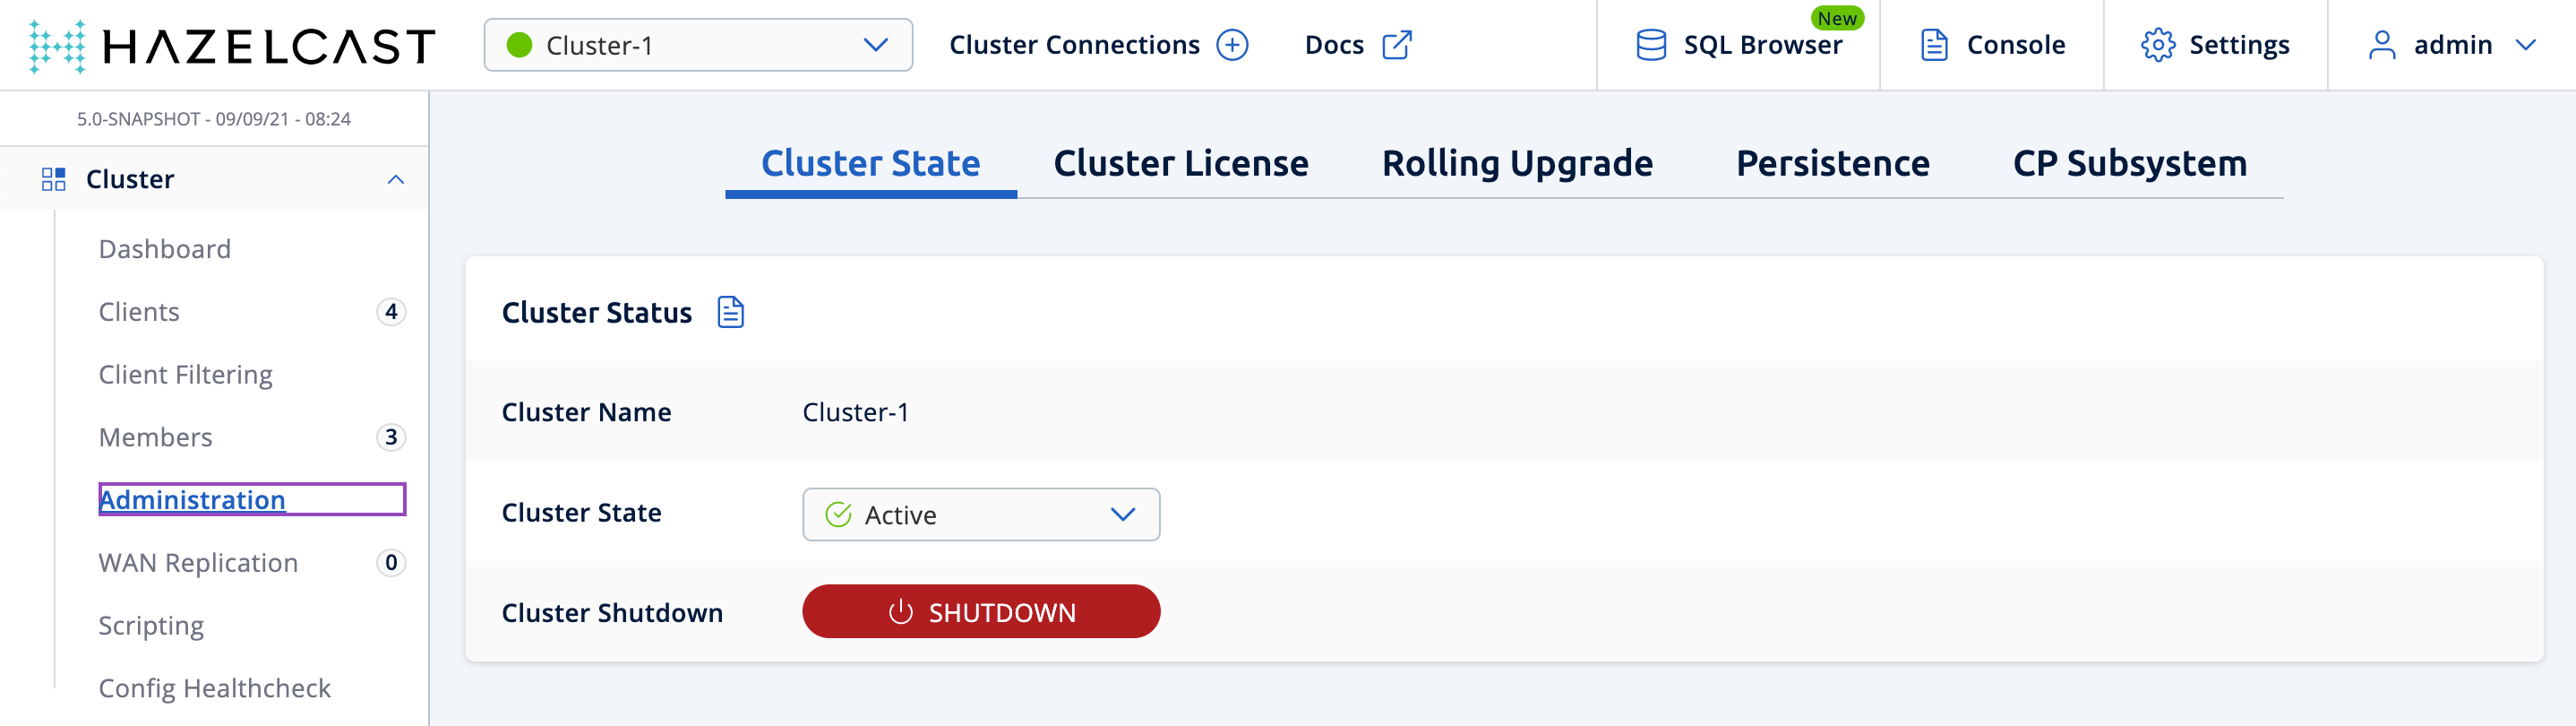 HAZELCAST
Cluster-1
Cluster Connections
Docs
SQL Browser
New
Console
Settings
admin
5.0-SNAPSHOT - 09/09/21 - 08:24
Cluster
Dashboard
Clients 4
Client Filtering
Members 3
Administration
WAN Replication 0
Scripting
Config Healthcheck
Cluster State
Cluster License
Rolling Upgrade
Persistence
CP Subsystem
Cluster Status
Cluster Name Cluster-1
Cluster State Active
Cluster Shutdown SHUTDOWN